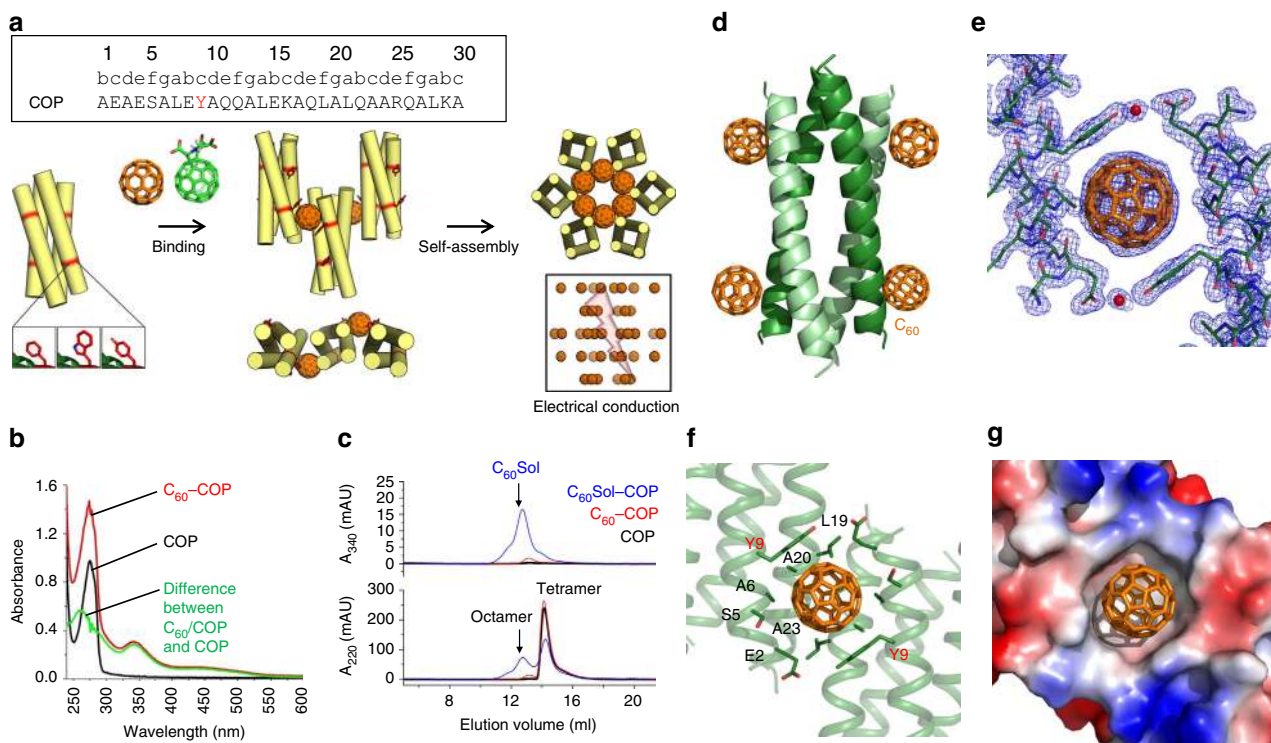 a
1 5 10 15 20 25 30
bcdefgabcdefgabcdefgabcdefgabc
COP AEAESALEYAQQALEKAQLALQAARQALKA
Binding
Self-assembly
Electrical conduction
b
Absorbance
1.6
1.2
0.8
0.4
0.0
C₆₀–COP
COP
Difference
between
C₆₀/COP
and COP
250 300 350 400 450 500 550 600
Wavelength (nm)
c
C₆₀Sol
C₆₀Sol–COP
C₆₀–COP
COP
A₃₄₀ (mAU)
25
20
15
10
5
0
Tetramer
Octamer
A₂₂₀ (mAU)
400
300
200
100
0
8 12 16 20
Elution volume (ml)
d
C₆₀
e
f
L19
Y9
A20
A6
S5
A23
E2
Y9
g